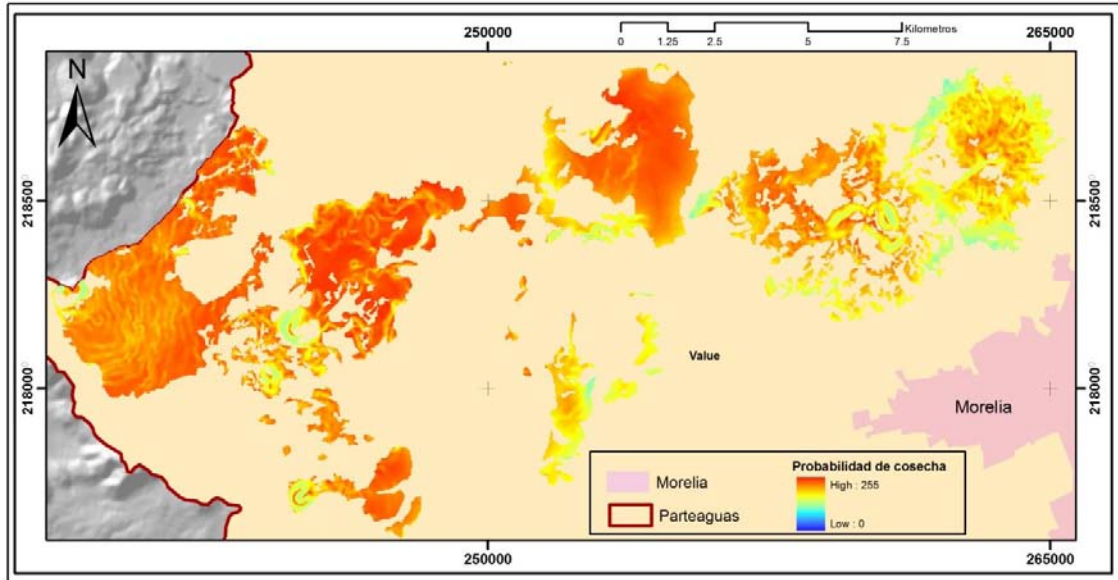 250000
265000
Kilometros
0 1.25 2.5 5 7.5
N
218500
218500
218000
218000
Value
Morelia
Morelia
Parteaguas
Probabilidad de cosecha
High : 255
Low : 0
250000
265000